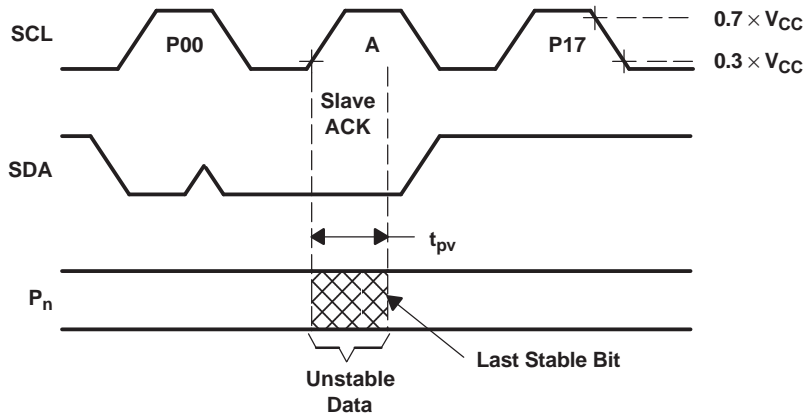 SCL
P00
A
P17
0.7 × VCC
0.3 × VCC
Slave
ACK
SDA
tpv
Pn
Last Stable Bit
Unstable
Data